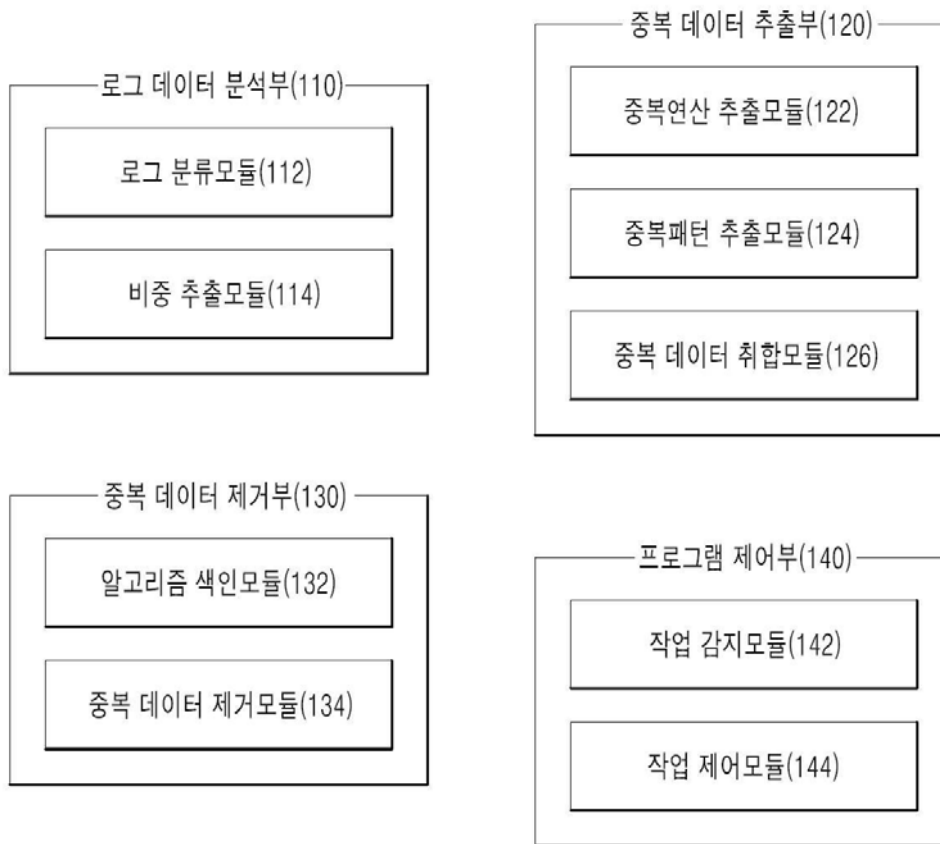 로그 데이터 분석부(110)
로그 분류모듈(112)
비중 추출모듈(114)
중복 데이터 추출부(120)
중복연산 추출모듈(122)
중복패턴 추출모듈(124)
중복 데이터 취합모듈(126)
중복 데이터 제거부(130)
알고리즘 색인모듈(132)
중복 데이터 제거모듈(134)
프로그램 제어부(140)
작업 감지모듈(142)
작업 제어모듈(144)